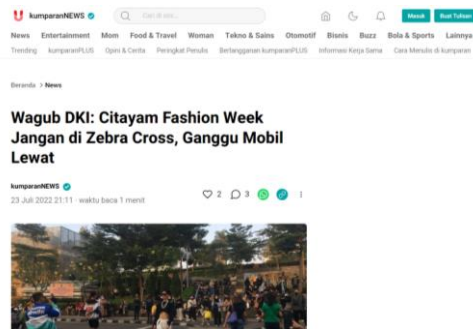 kumparanNEWS
Cari di sini...
Masuk
Buat Tulisan
News Entertainment Mom Food & Travel Woman Tekno & Sains Otomotif Bisnis Buzz Bola & Sports Lainnya
Trending kumparanPLUS Opini & Cerita Peringkat Penulis Berlangganan kumparanPLUS Informasi Kerja Sama Cara Menulis di kumparan
Beranda > News
Wagub DKI: Citayam Fashion Week
Jangan di Zebra Cross, Ganggu Mobil
Lewat
kumparanNEWS
23 Juli 2022 21:11 · waktu baca 1 menit
2 3